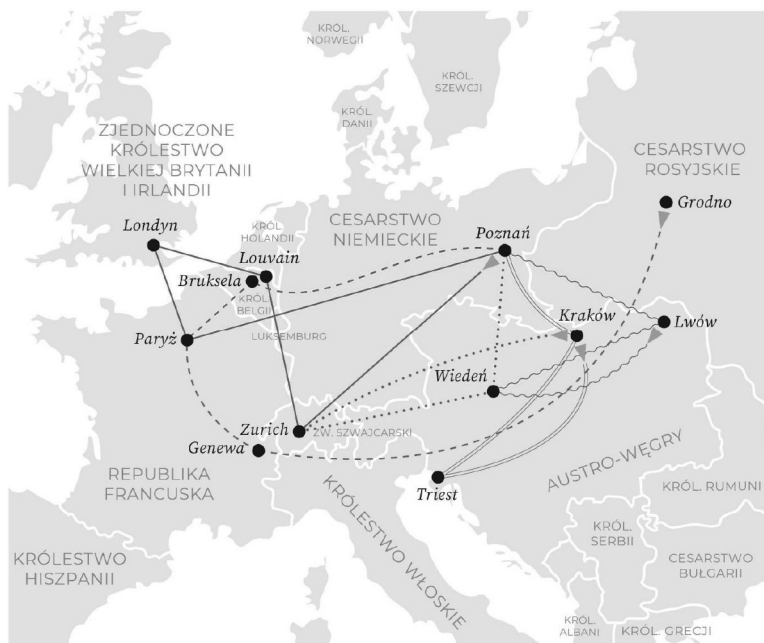 KRÓL.
NORWEGII
KRÓL.
SZWECJI
KRÓL.
DANII
ZJEDNOCZONE
KRÓLESTWO
WIELKIEJ BRYTANII
I IRLANDII
CESARSTWO
ROSYJSKIE
Grodno
Londyn
KRÓL.
HOLANDII
CESARSTWO
NIEMIECKIE
Poznań
Louvain
Bruksela
KRÓL.
BELGII
Kraków
Lwów
Paryż
LUKSEMBURG
Wiedeń
Zurich
ZW. SZWAJCARSKI
Genewa
REPUBLIKA
FRANCUSKA
Triest
AUSTRO-WĘGRY
KRÓL. RUMUNI
KRÓLESTWO WŁOSKIE
KRÓL.
SERBII
KRÓLESTWO
HISZPANII
CESARSTWO
BUŁGARII
KRÓL.
ALBANI
KRÓL. GRECJI